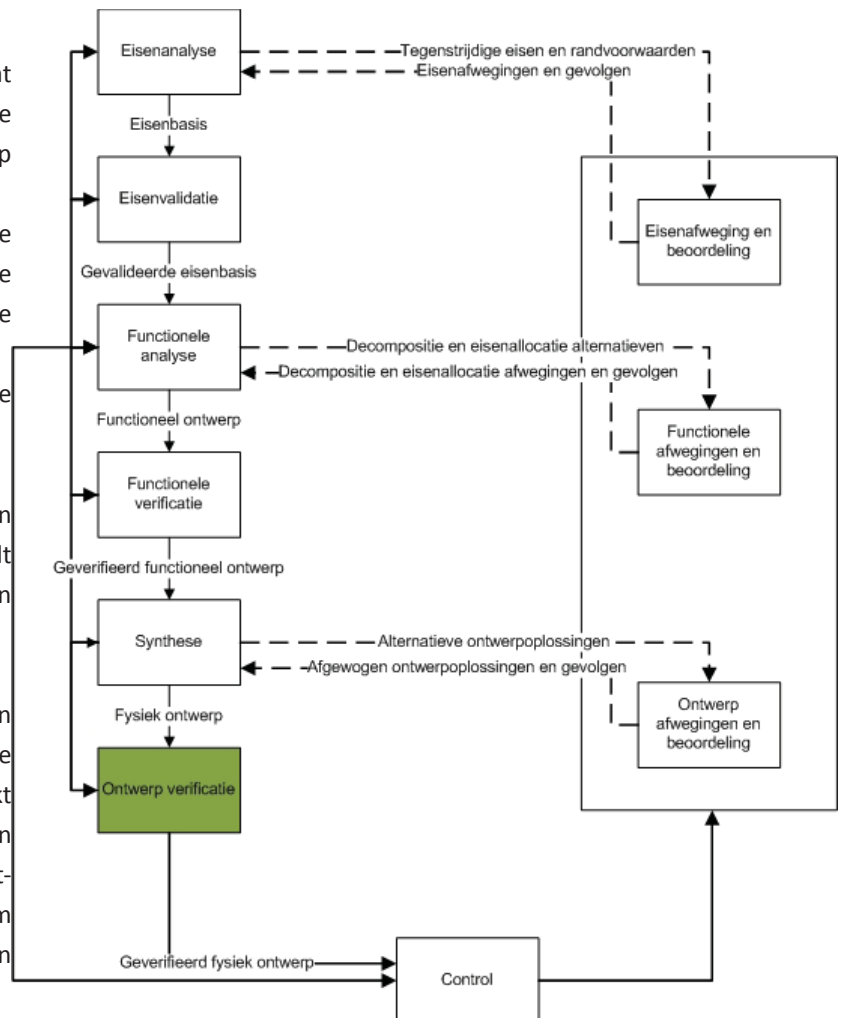 Eisenanalyse
Tegenstrijdige eisen en randvoorwaarden
Eisenafwegingen en gevolgen
Eisenbasis
Eisenvalidatie
Eisenafweging en
beoordeling
Gevalideerde eisenbasis
Functionele
analyse
Decompositie en eisenallocatie alternatieven
Decompositie en eisenallocatie afwegingen en gevolgen
Functioneel ontwerp
Functionele
afwegingen en
beoordeling
Functionele
verificatie
Geverifieerd functioneel ontwerp
Synthese
Alternatieve ontwerpoplossingen
Afgewogen ontwerpoplossingen en gevolgen
Fysiek ontwerp
Ontwerp
afwegingen en
beoordeling
Ontwerp verificatie
Geverifieerd fysiek ontwerp
Control